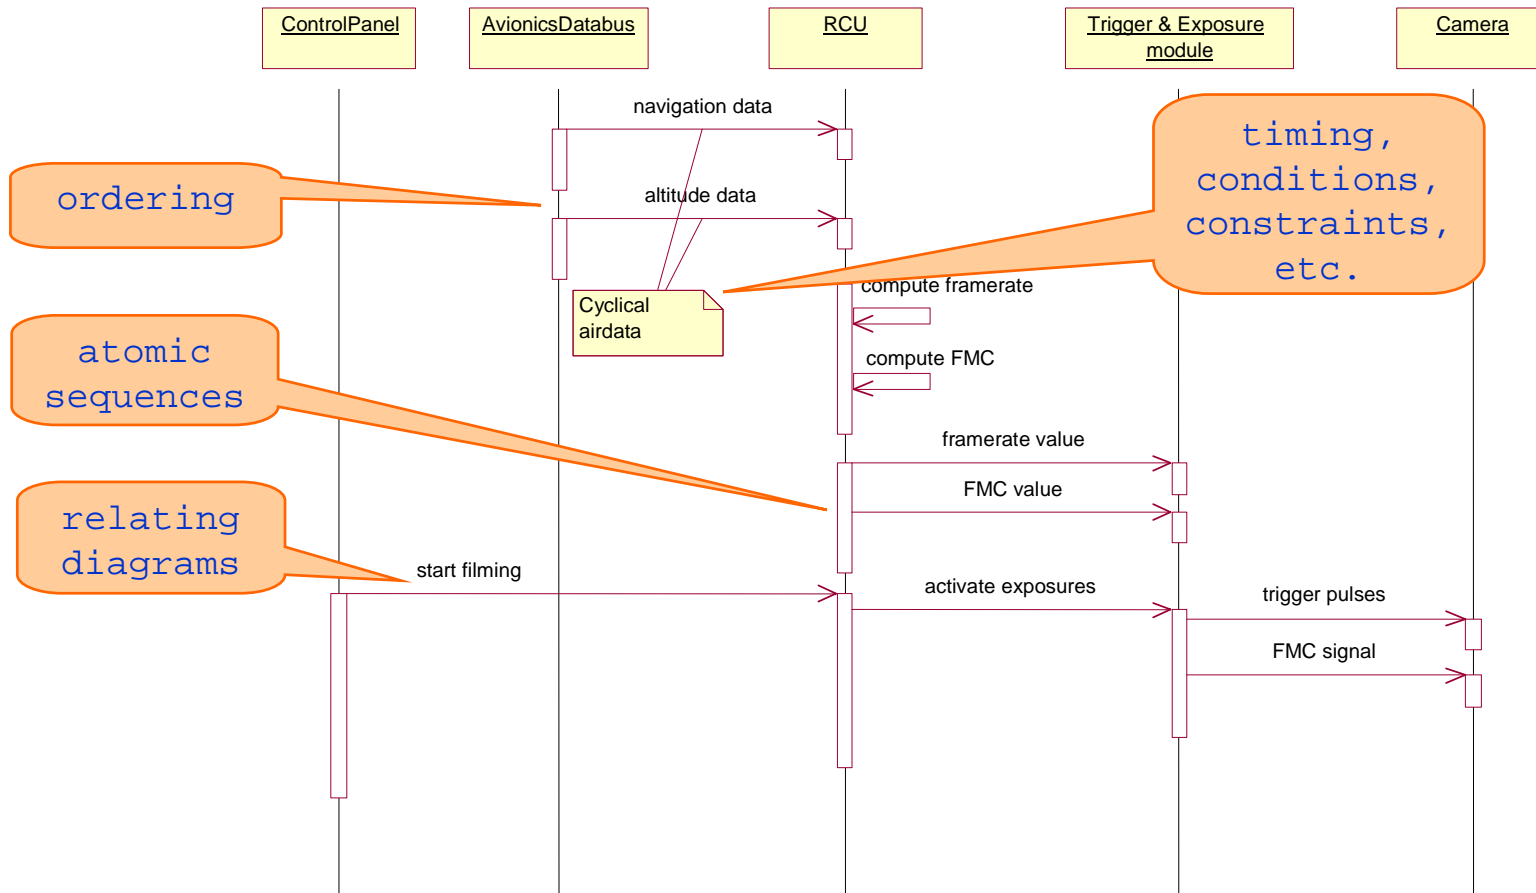 ControlPanel
AvionicsDatabus
RCU
Trigger & Exposure
module
Camera
navigation data
timing,
conditions,
constraints,
etc.
ordering
altitude data
compute framerate
Cyclical
airdata
atomic
sequences
compute FMC
framerate value
FMC value
relating
diagrams
start filming
activate exposures
trigger pulses
FMC signal